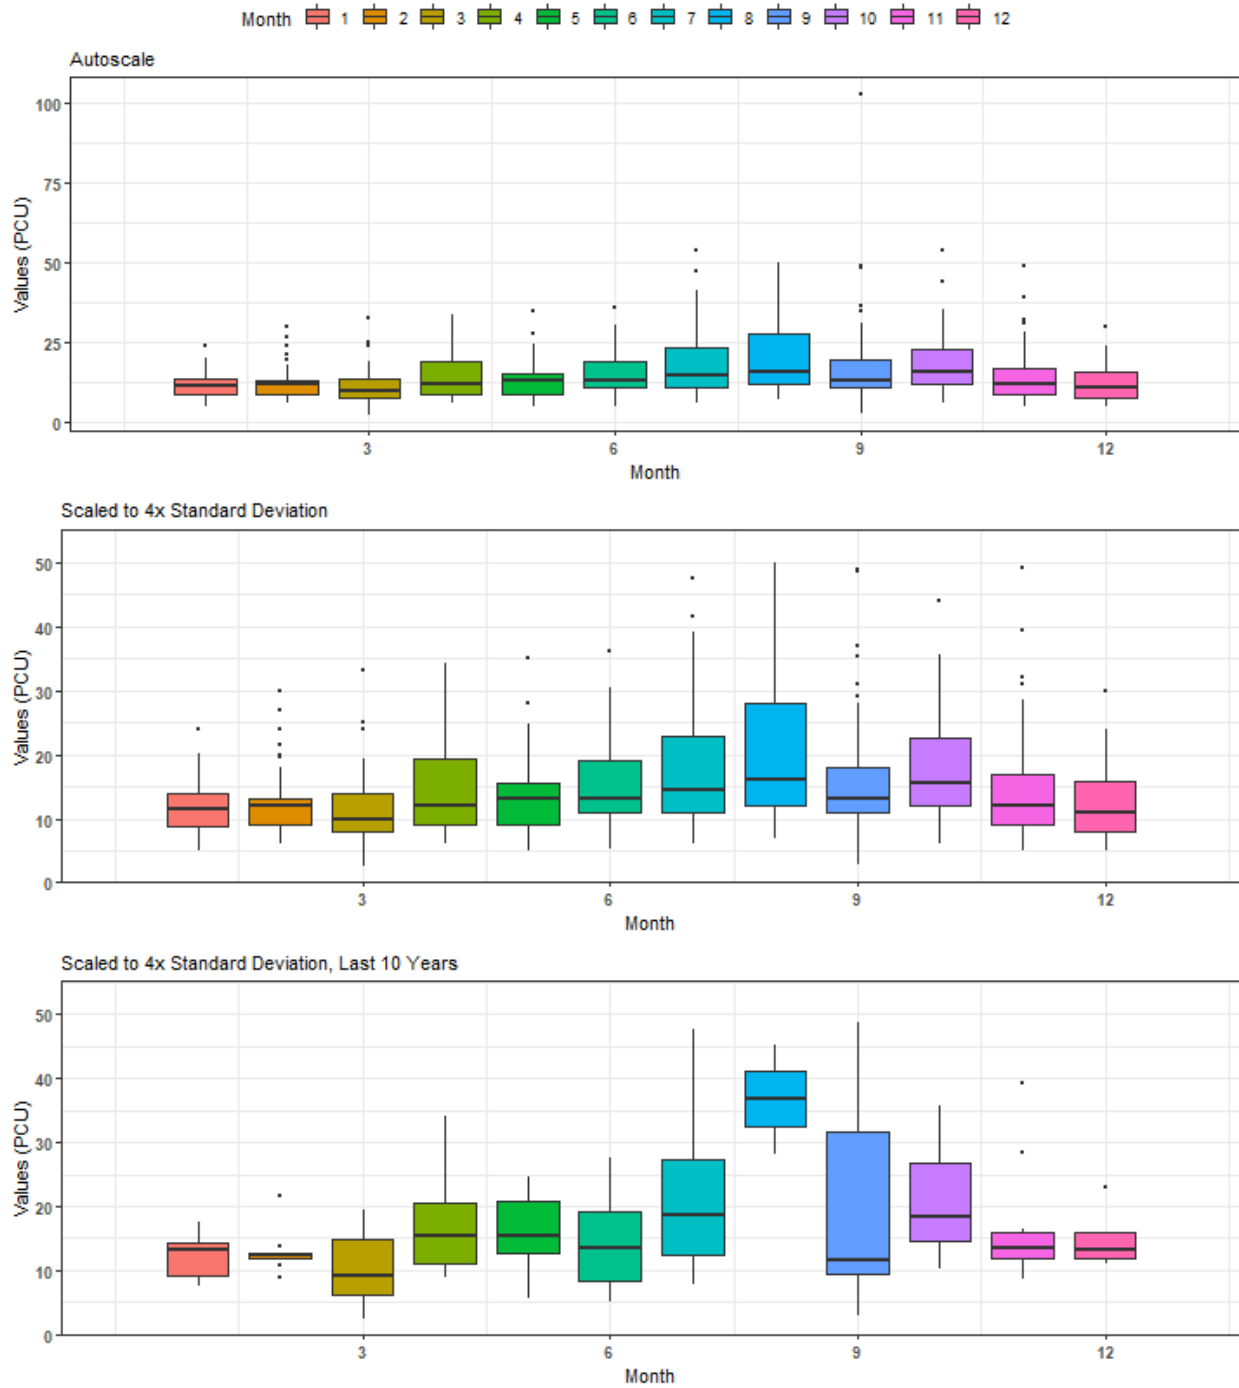 Month 1 2 3 4 5 6 7 8 9 10 11 12
Autoscale
Values (PCU)
100
75
50
25
0
3 6 9 12
Month
Scaled to 4x Standard Deviation
Values (PCU)
50
40
30
20
10
0
3 6 9 12
Month
Scaled to 4x Standard Deviation, Last 10 Years
Values (PCU)
50
40
30
20
10
0
3 6 9 12
Month